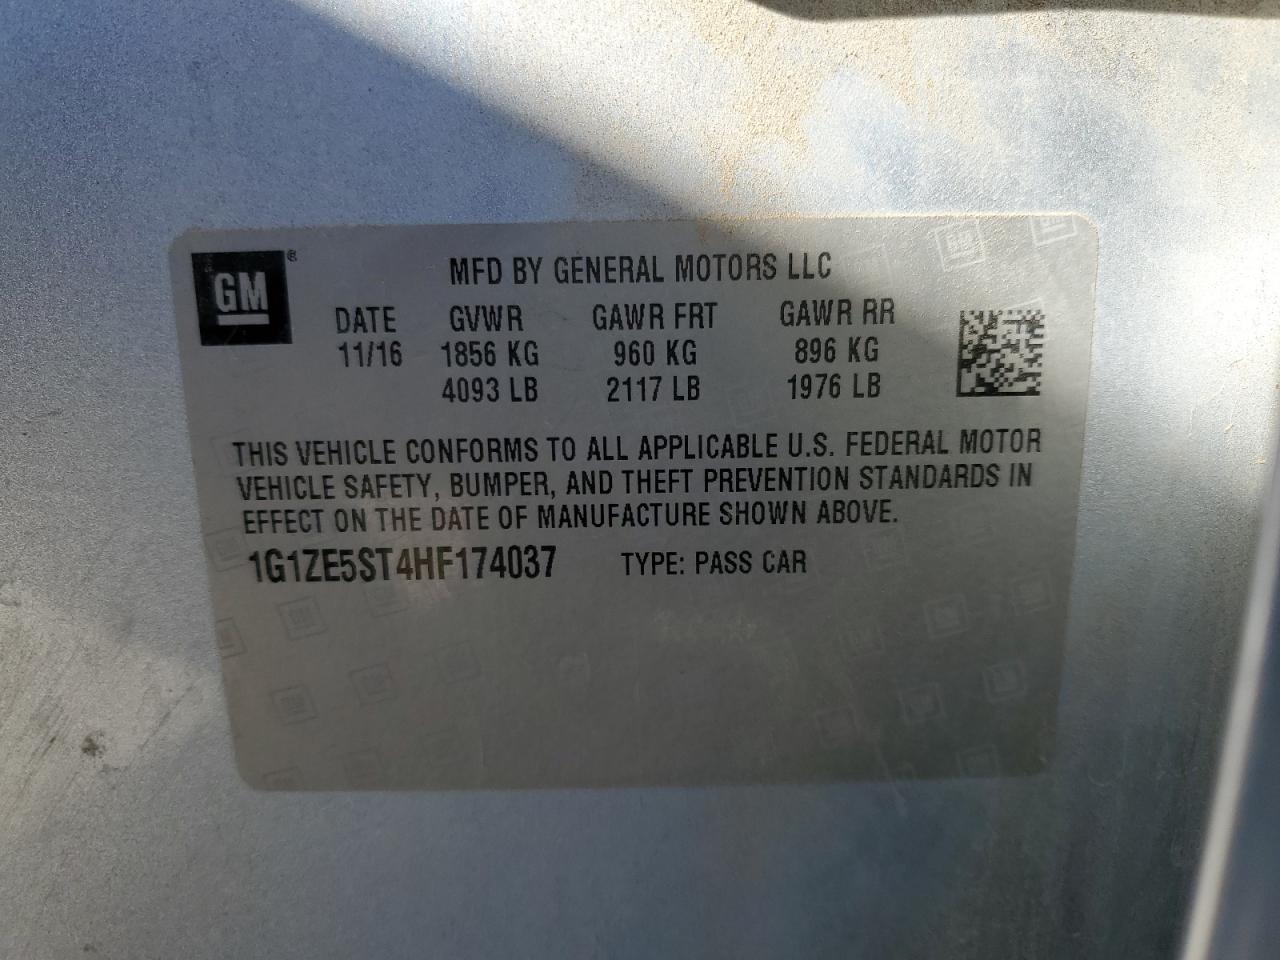 GM®
MFD BY GENERAL MOTORS LLC
DATE GVWR GAWR FRT GAWR RR
11/16 1856 KG 960 KG 896 KG
4093 LB 2117 LB 1976 LB
THIS VEHICLE CONFORMS TO ALL APPLICABLE U.S. FEDERAL MOTOR
VEHICLE SAFETY, BUMPER, AND THEFT PREVENTION STANDARDS IN
EFFECT ON THE DATE OF MANUFACTURE SHOWN ABOVE.
1G1ZE5ST4HF174037 TYPE: PASS CAR